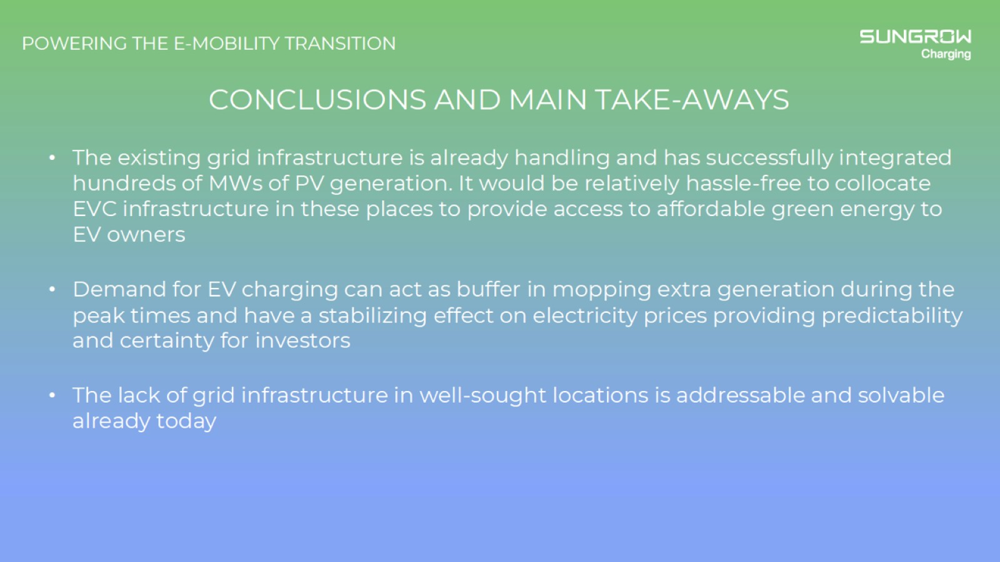 POWERING THE E-MOBILITY TRANSITION
SUNGROW
Charging
CONCLUSIONS AND MAIN TAKE-AWAYS
• The existing grid infrastructure is already handling and has successfully integrated
hundreds of MWs of PV generation. It would be relatively hassle-free to collocate
EVC infrastructure in these places to provide access to affordable green energy to
EV owners
• Demand for EV charging can act as buffer in mopping extra generation during the
peak times and have a stabilizing effect on electricity prices providing predictability
and certainty for investors
• The lack of grid infrastructure in well-sought locations is addressable and solvable
already today